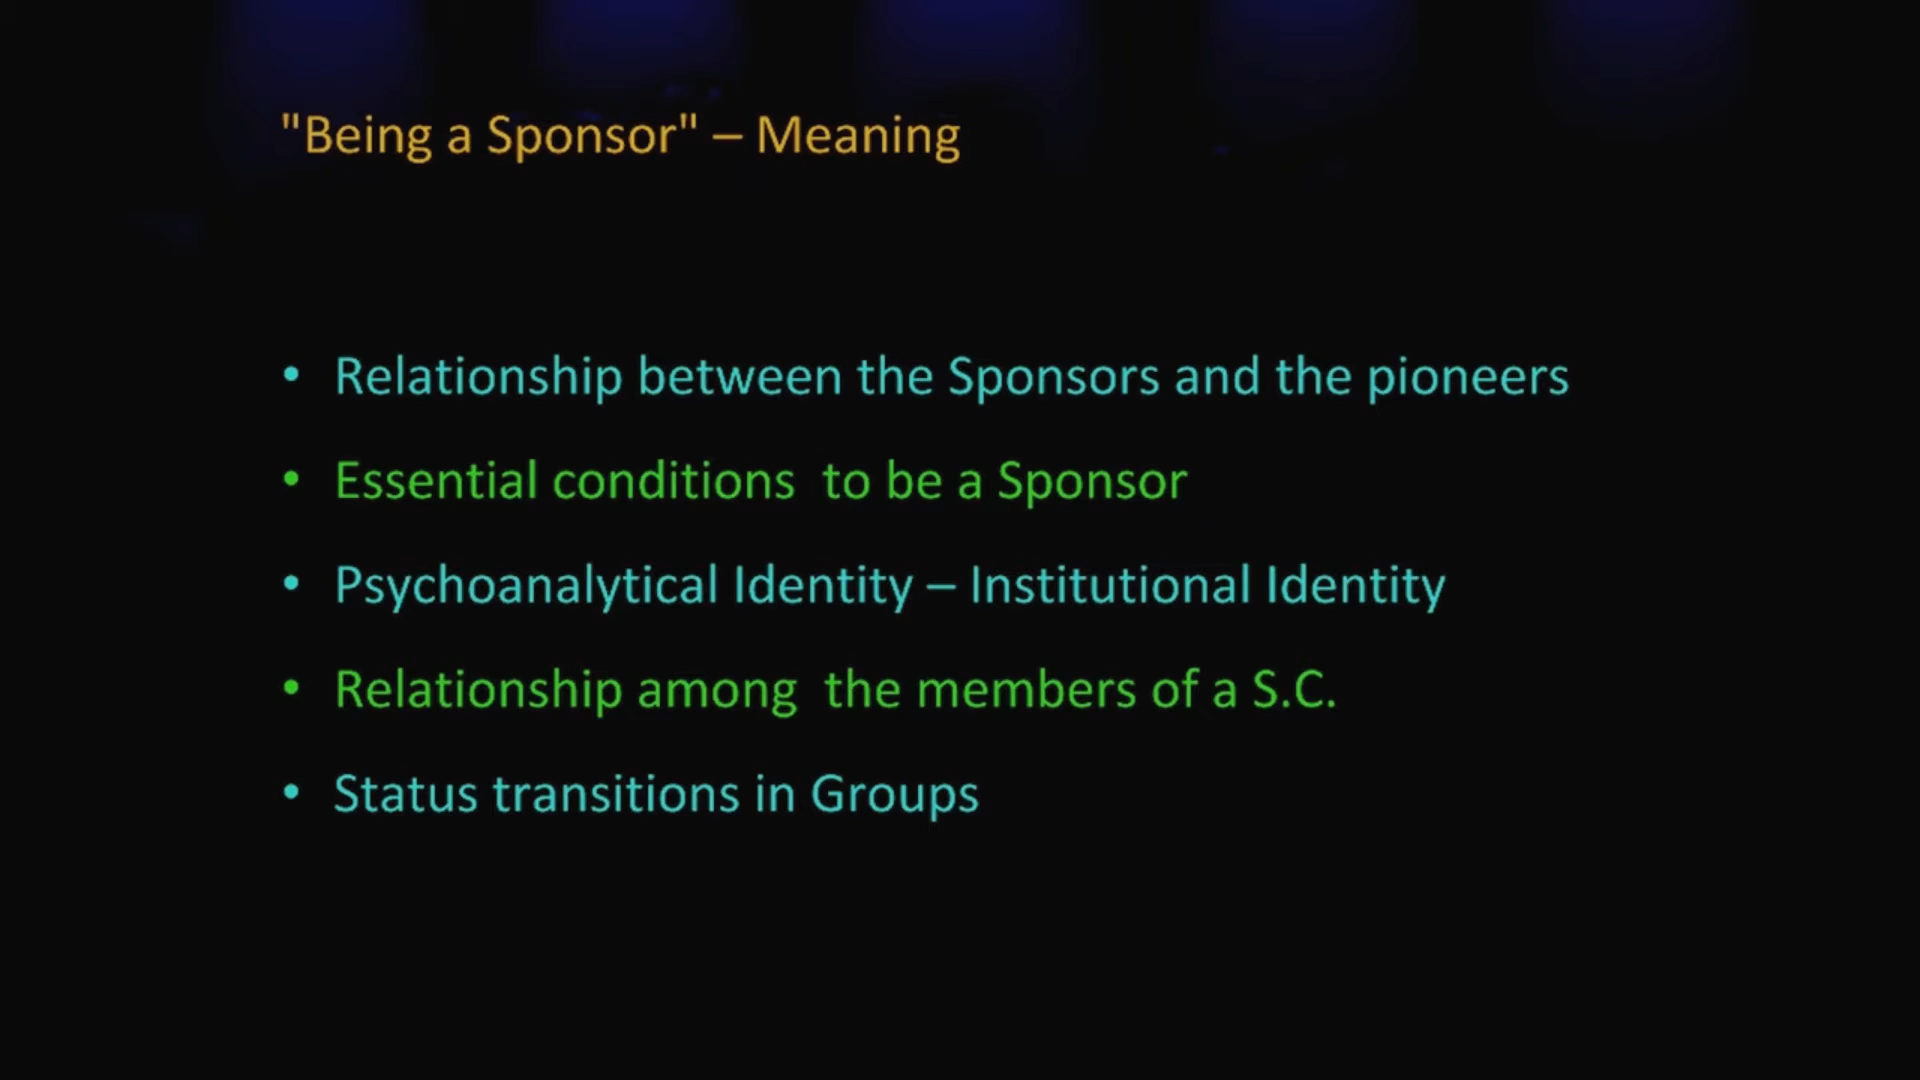 "Being a Sponsor" – Meaning
• Relationship between the Sponsors and the pioneers
• Essential conditions  to be a Sponsor
• Psychoanalytical Identity – Institutional Identity
• Relationship among  the members of a S.C.
• Status transitions in Groups